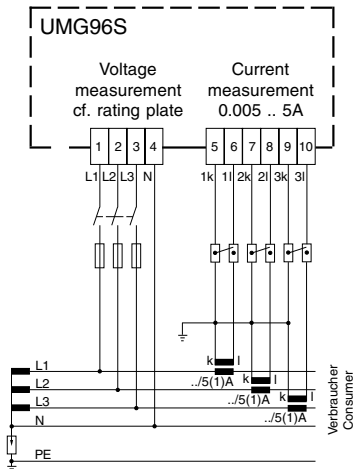 UMG96S
Voltage
measurement
cf. rating plate
Current
measurement
0.005 .. 5A
1 2 3 4
5 6 7 8 9 10
L1 L2 L3 N
1k 1l 2k 2l 3k 3l
L1
k l
../5(1)A
L2
k l
../5(1)A
L3
k l
../5(1)A
N
PE
Verbraucher
Consumer